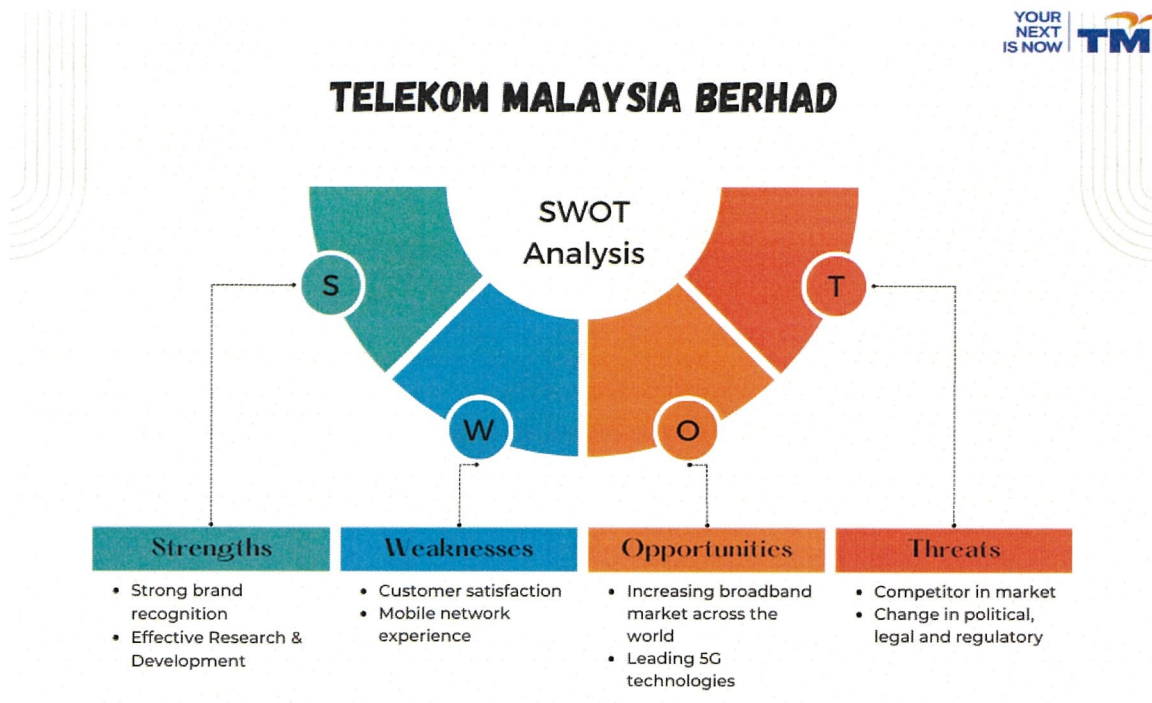 YOUR
NEXT
IS NOW
TM
TELEKOM MALAYSIA BERHAD
SWOT
Analysis
S
T
W
O
Strengths
• Strong brand
recognition
• Effective Research &
Development
Weaknesses
• Customer satisfaction
• Mobile network
experience
Opportunities
• Increasing broadband
market across the
world
• Leading 5G
technologies
Threats
• Competitor in market
• Change in political,
legal and regulatory